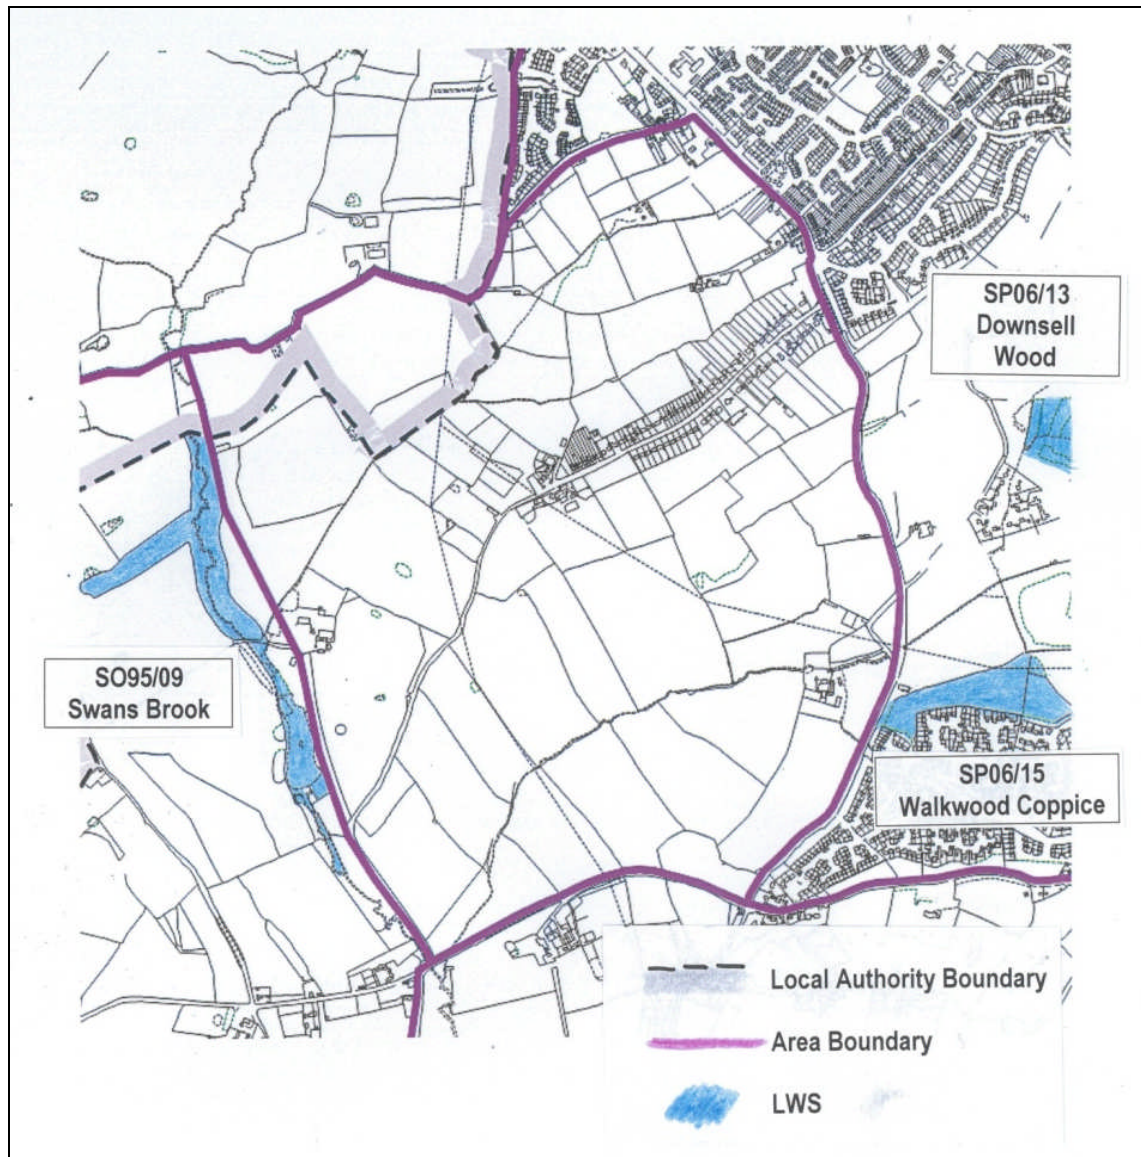 SP06/13
Downsell
Wood
SO95/09
Swans Brook
SP06/15
Walkwood Coppice
Local Authority Boundary
Area Boundary
LWS